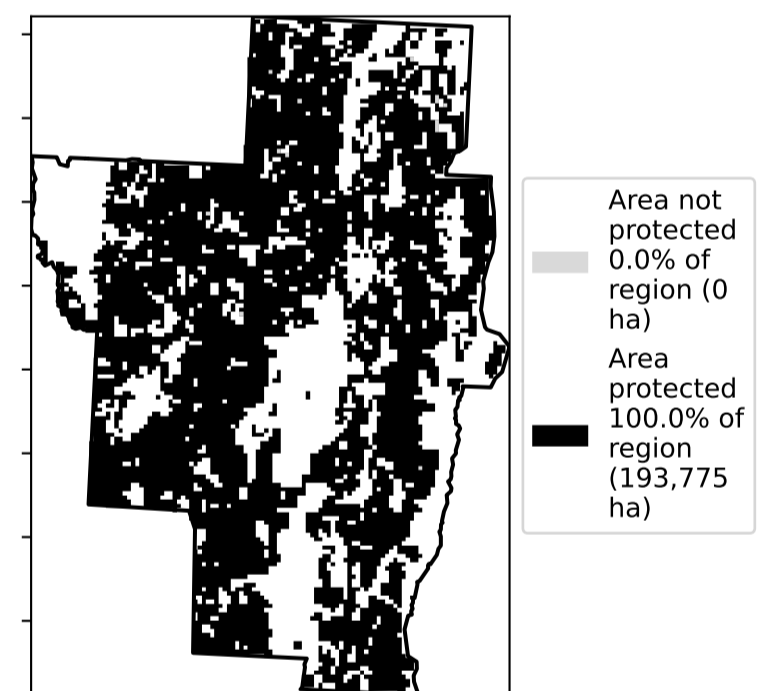 Area not
protected
0.0% of
region (0
ha)
Area
protected
100.0% of
region
(193,775
ha)